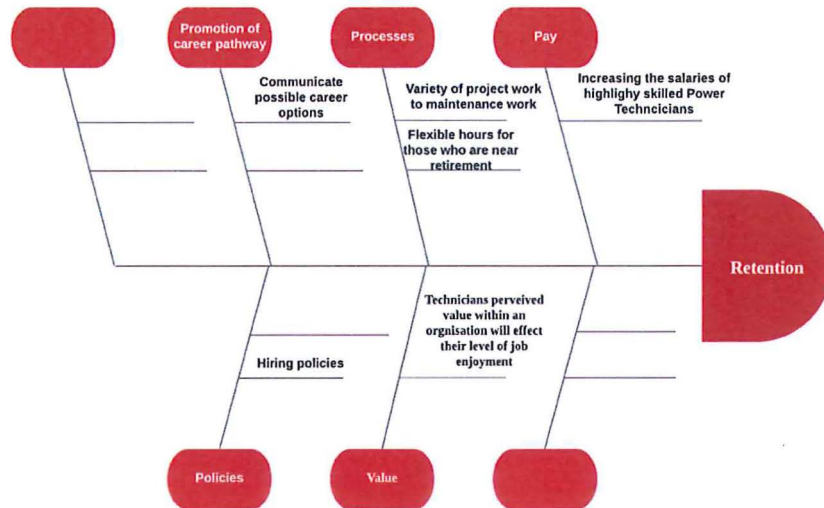 Promotion of
career pathway
Processes
Pay
Communicate
possible career
options
Variety of project work
to maintenance work
Flexible hours for
those who are near
retirement
Increasing the salaries of
highlighy skilled Power
Techncicians
Retention
Hiring policies
Technicians perveived
value within an
orgnisation will effect
their level of job
enjoyment
Policies
Value